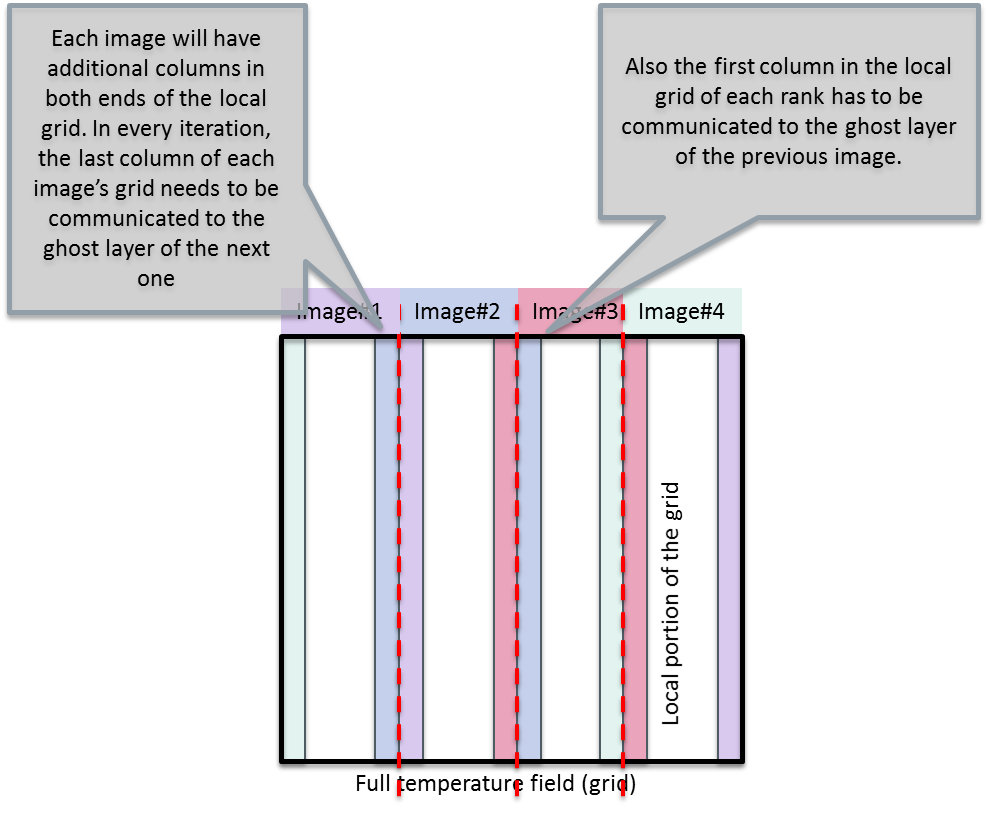 Each image will have
additional columns in
both ends of the local
grid. In every iteration,
the last column of each
image’s grid needs to be
communicated to the
ghost layer of the next
one
Also the first column in the local
grid of each rank has to be
communicated to the ghost layer
of the previous image.
Image#1 Image#2 Image#3 Image#4
Local portion of the grid
Full temperature field (grid)